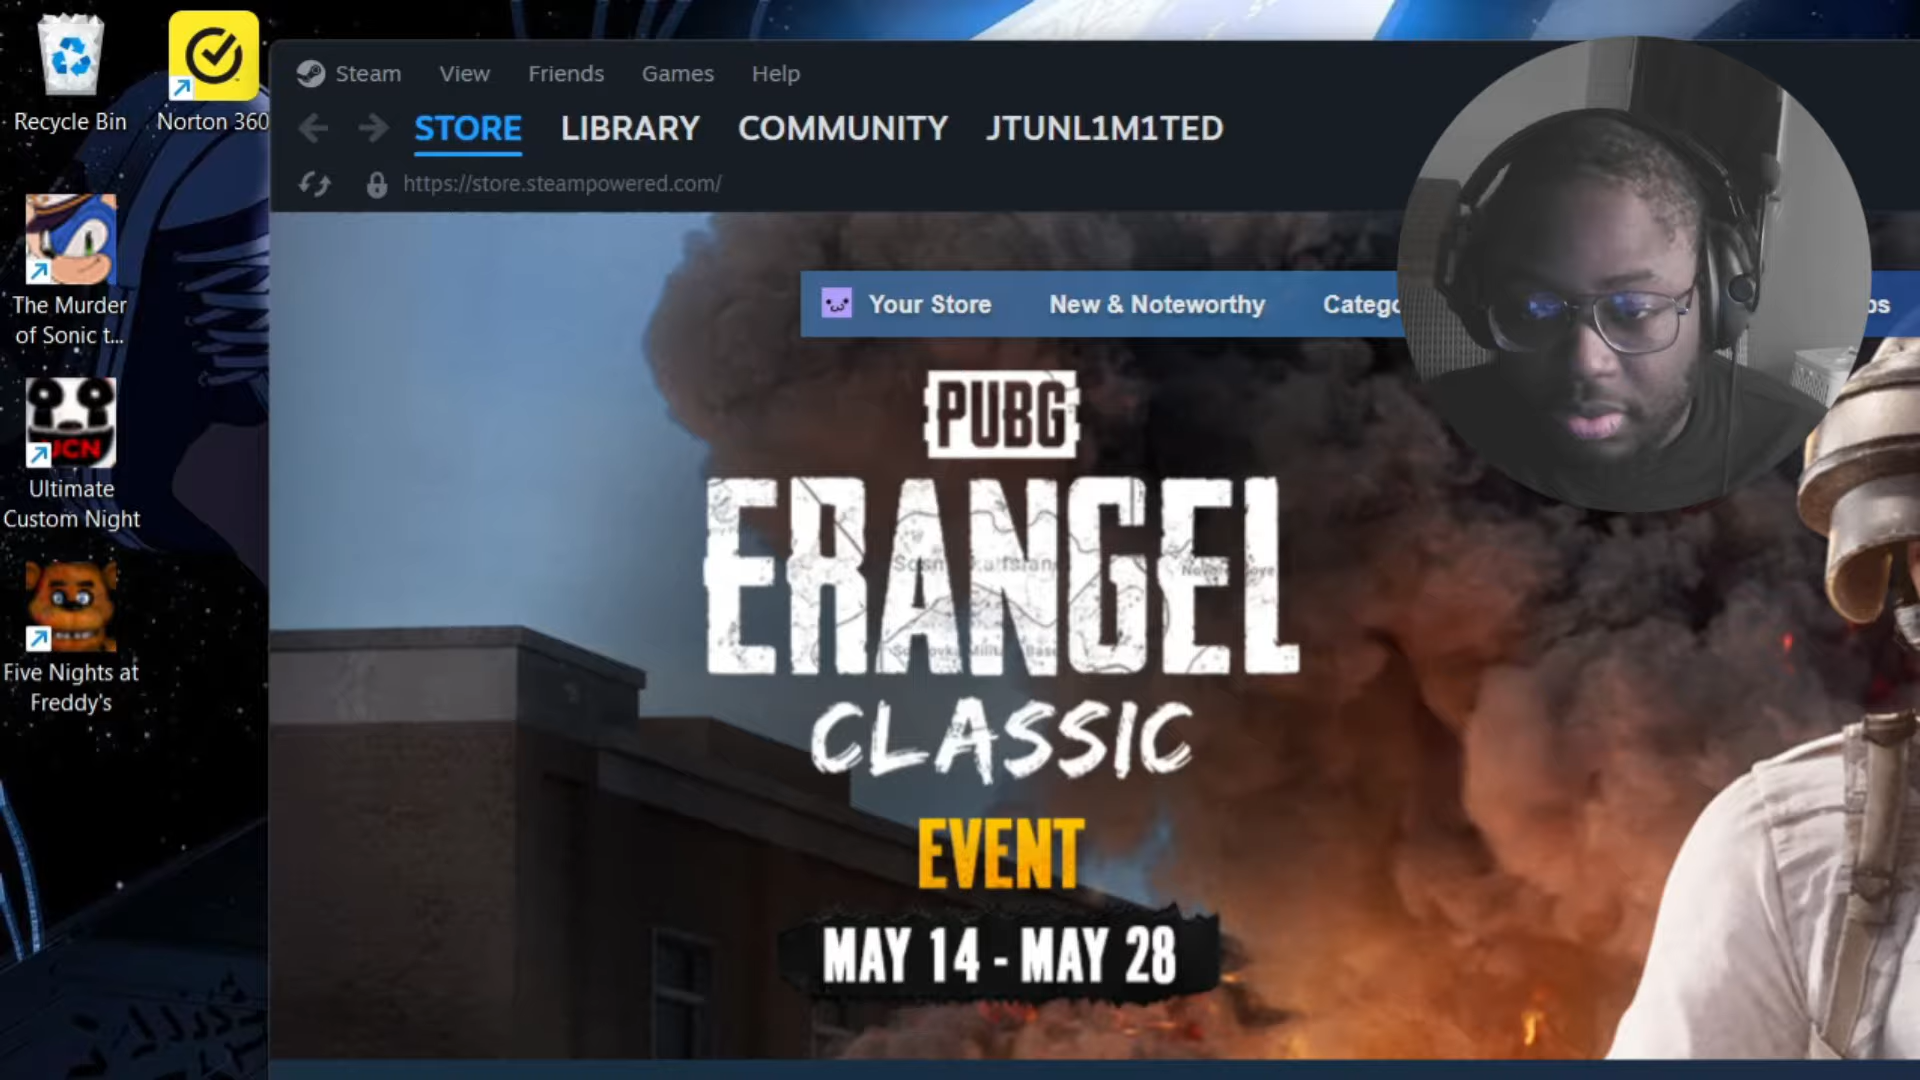 Recycle Bin
Norton 360
The Murder
of Sonic t...
UCN
Ultimate
Custom Night
Five Nights at
Freddy's
Steam View Friends Games Help
STORE LIBRARY COMMUNITY JTUNL1M1TED
https://store.steampowered.com/
Your Store New & Noteworthy
PUBG
ERANGEL
CLASSIC
EVENT
MAY 14 - MAY 28